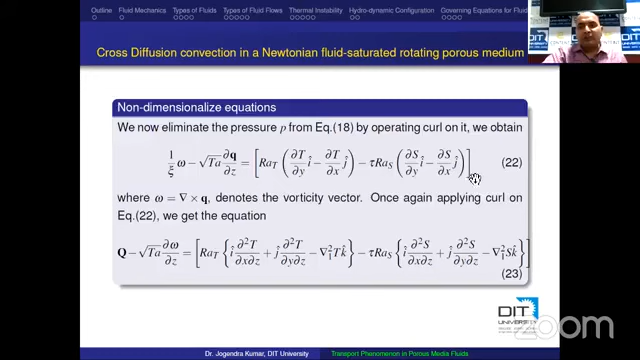 Outline Fluid Mechanics Types of Fluids Types of Fluid Flows Thermal Instability Hydro-dynamic Configuration Governing Equations for Fluid
Cross Diffusion convection in a Newtonian fluid-saturated rotating porous medium
Non-dimensionalize equations
We now eliminate the pressure p from Eq.(18) by operating curl on it, we obtain
1/ξ ω − √Ta ∂q/∂z = [ Ra_T ( ∂T/∂y î − ∂T/∂x ĵ ) − τRa_S ( ∂S/∂y î − ∂S/∂x ĵ ) ] (22)
where ω = ∇ × q, denotes the vorticity vector. Once again applying curl on
Eq.(22), we get the equation
Q − √Ta ∂ω/∂z = [ Ra_T { î ∂²T/∂x∂z + ĵ ∂²T/∂y∂z − ∇₁²T k̂ } − τRa_S { î ∂²S/∂x∂z + ĵ ∂²S/∂y∂z − ∇₁²S k̂ } ]
(23)
DIT
UNIVERSITY
zoom
Dr. Jogendra Kumar, DIT University Transport Phenomenon in Porous Media Fluids